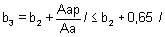 b₃ = b₂ + Aap/Aa l ≤ b₂ + 0,65 l